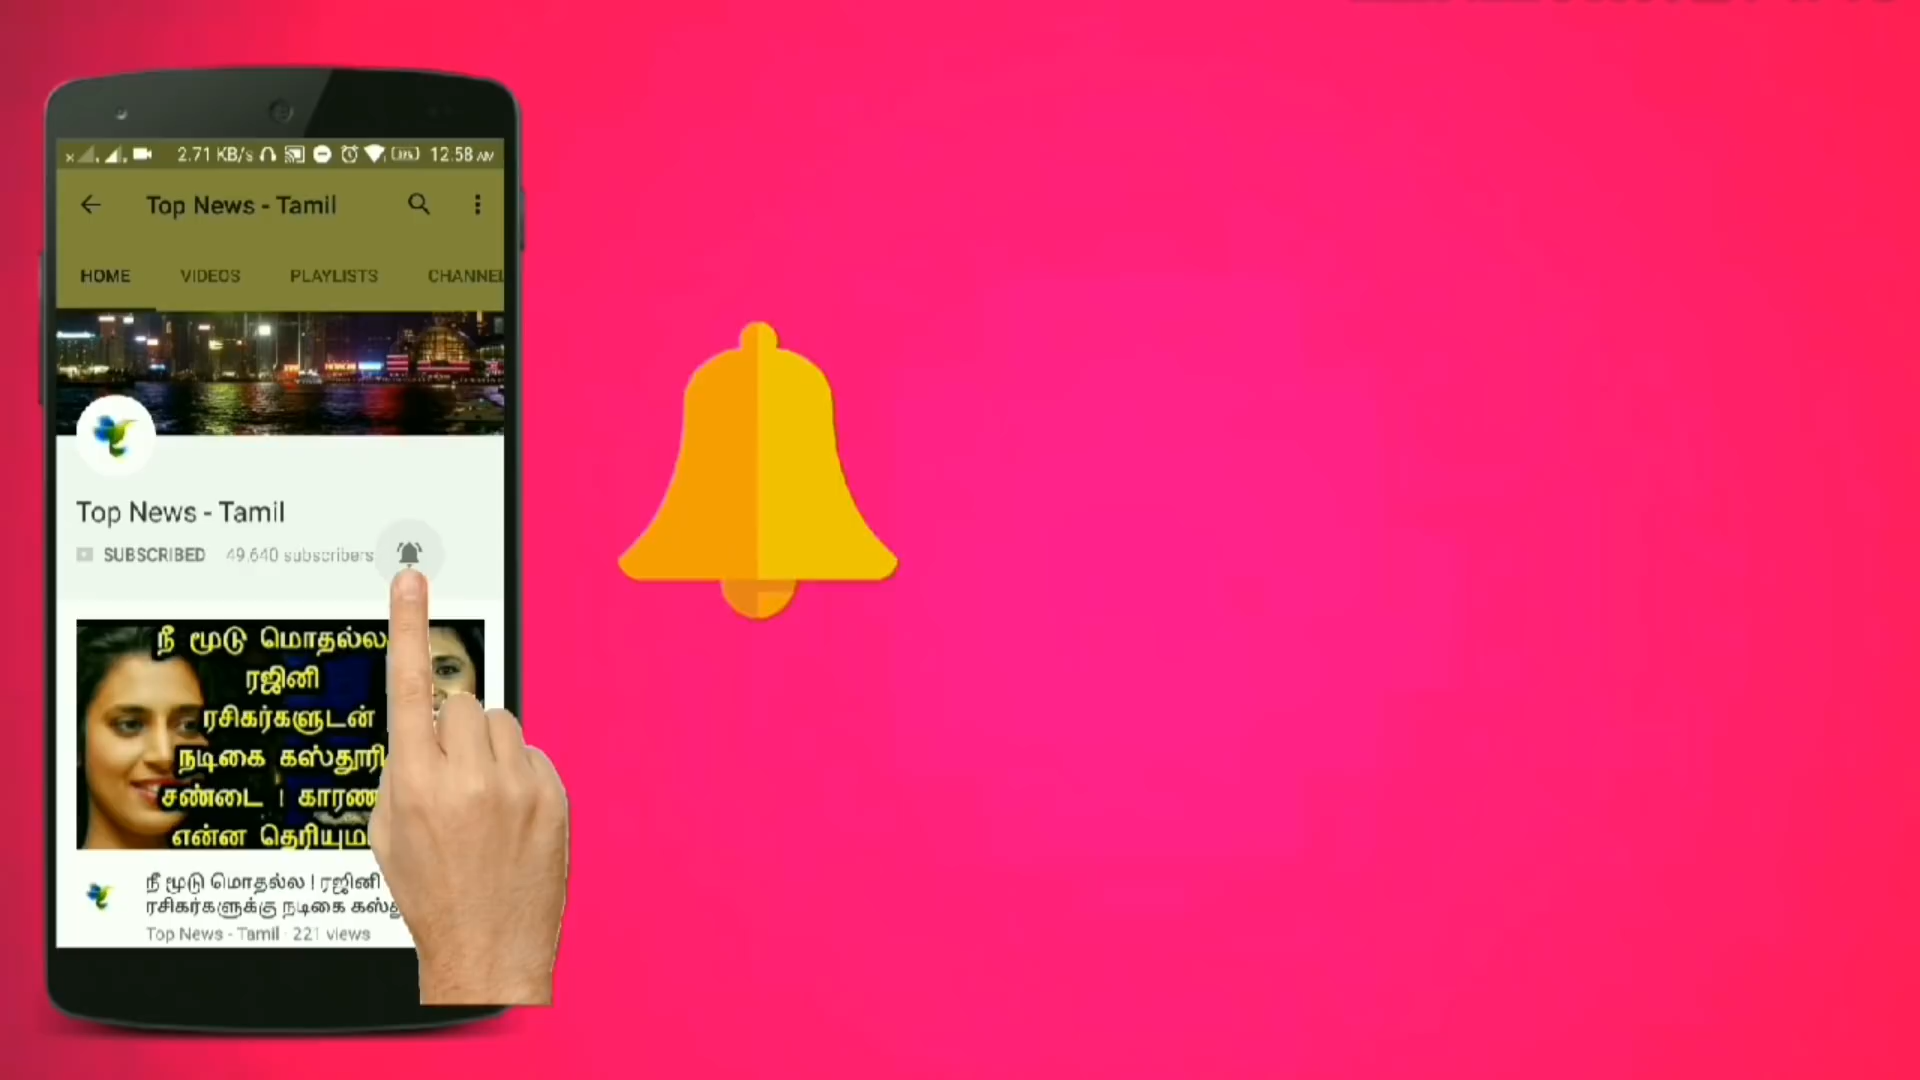 2.71 KB/s 12.58 AM
Top News - Tamil
HOME VIDEOS PLAYLISTS CHANNEL
Top News - Tamil
SUBSCRIBED 49,640 subscribers
நீ மூடு மொதல்ல
ரஜினி
ரசிகர்களுடன்
நடிகை கஸ்தூரி
சண்டை | காரண
என்ன தெரியுமா
நீ மூடு மொதல்ல ! ரஜினி
ரசிகர்களுக்கு நடிகை கஸ்தூ
Top News - Tamil · 221 views